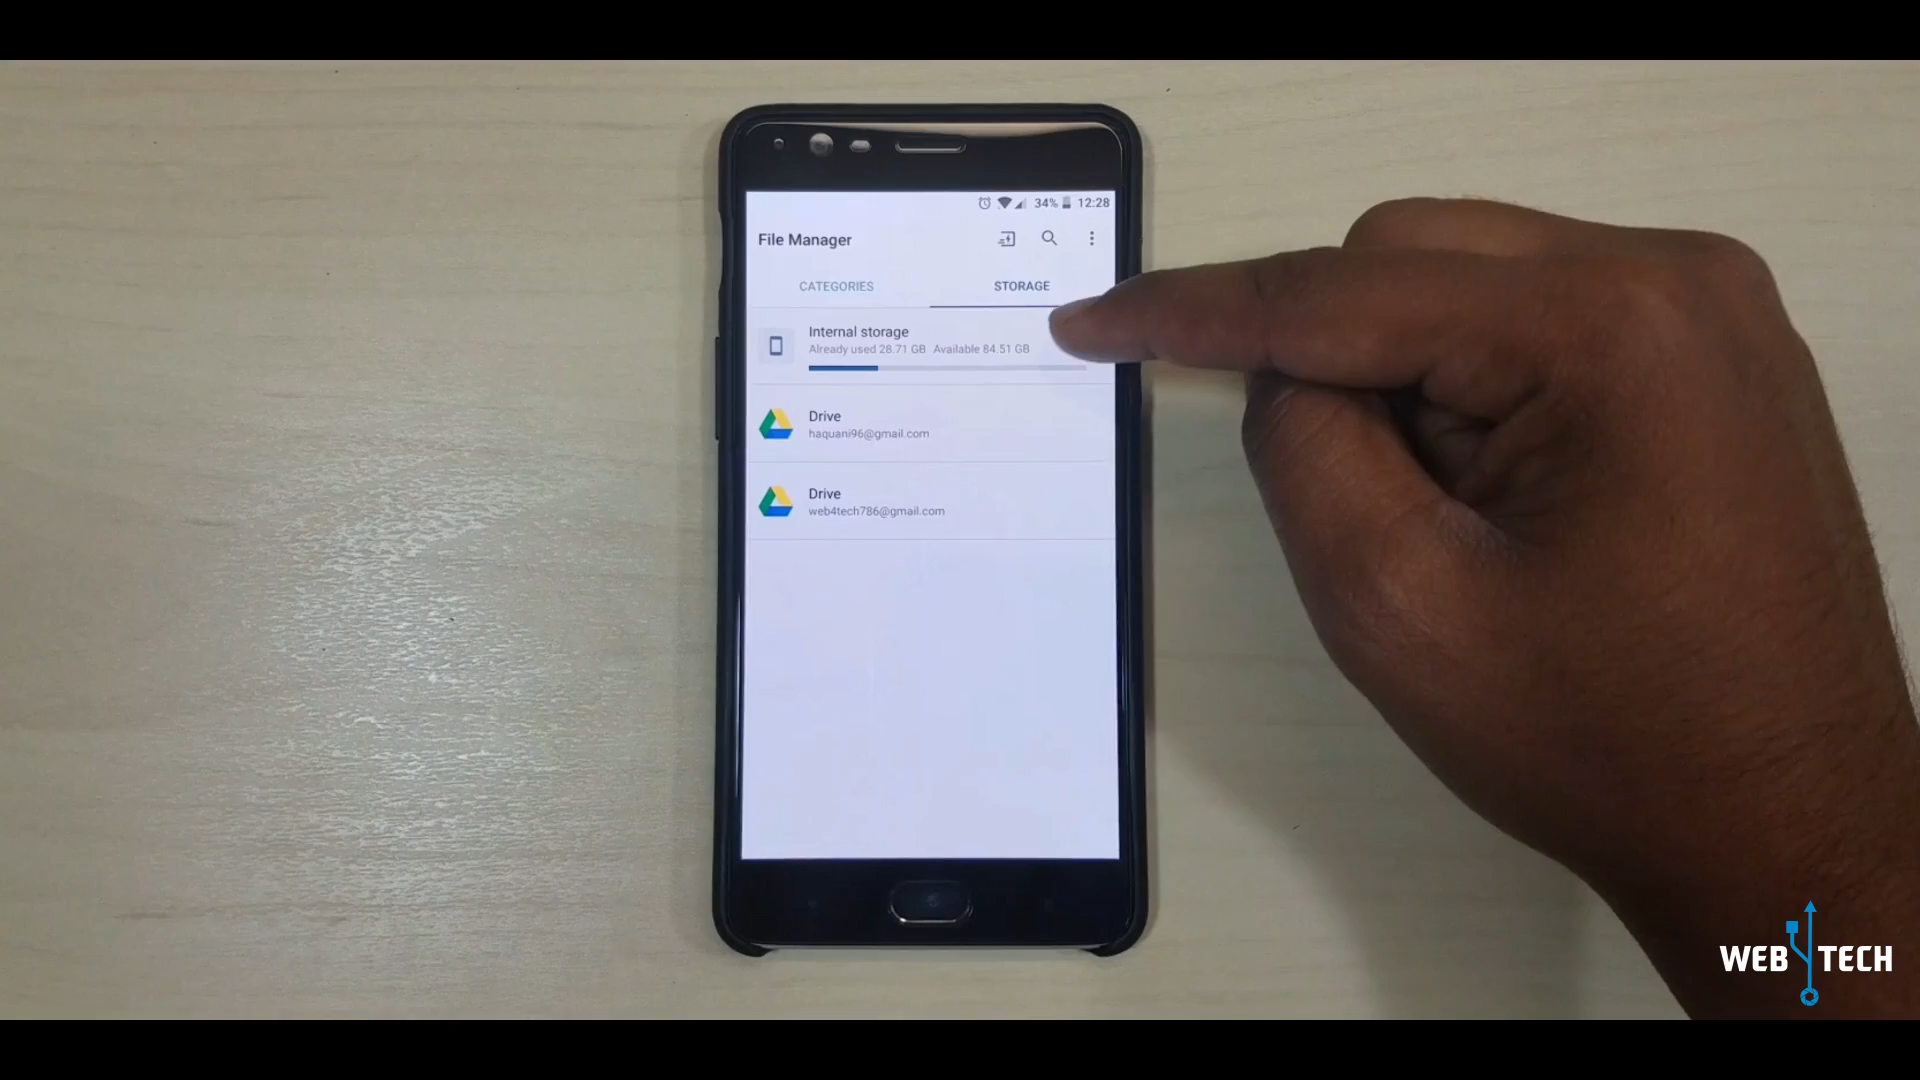 34% 12:28
File Manager
CATEGORIES STORAGE
Internal storage
Already used 28.71 GB Available 84.51 GB
Drive
haquani96@gmail.com
Drive
web4tech786@gmail.com
WEB TECH